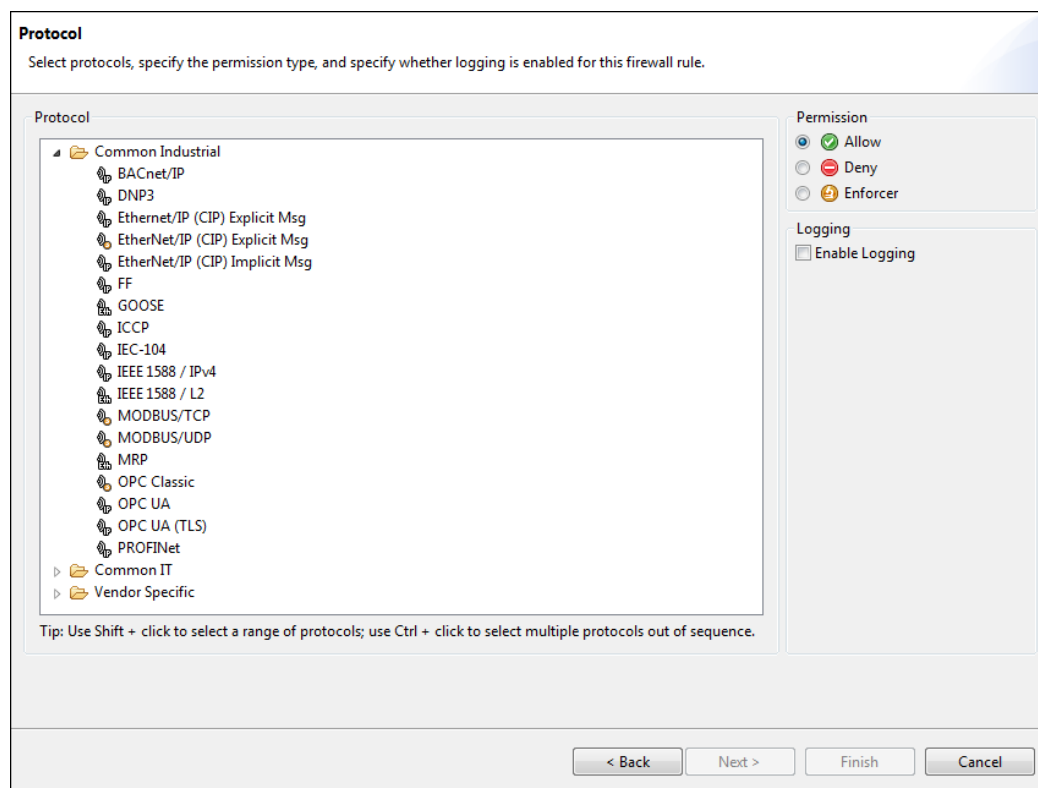 Protocol
Select protocols, specify the permission type, and specify whether logging is enabled for this firewall rule.
Protocol
Common Industrial
BACnet/IP
DNP3
Ethernet/IP (CIP) Explicit Msg
EtherNet/IP (CIP) Explicit Msg
EtherNet/IP (CIP) Implicit Msg
FF
GOOSE
ICCP
IEC-104
IEEE 1588 / IPv4
IEEE 1588 / L2
MODBUS/TCP
MODBUS/UDP
MRP
OPC Classic
OPC UA
OPC UA (TLS)
PROFINet
Common IT
Vendor Specific
Tip: Use Shift + click to select a range of protocols; use Ctrl + click to select multiple protocols out of sequence.
Permission
Allow
Deny
Enforcer
Logging
Enable Logging
< Back
Next >
Finish
Cancel